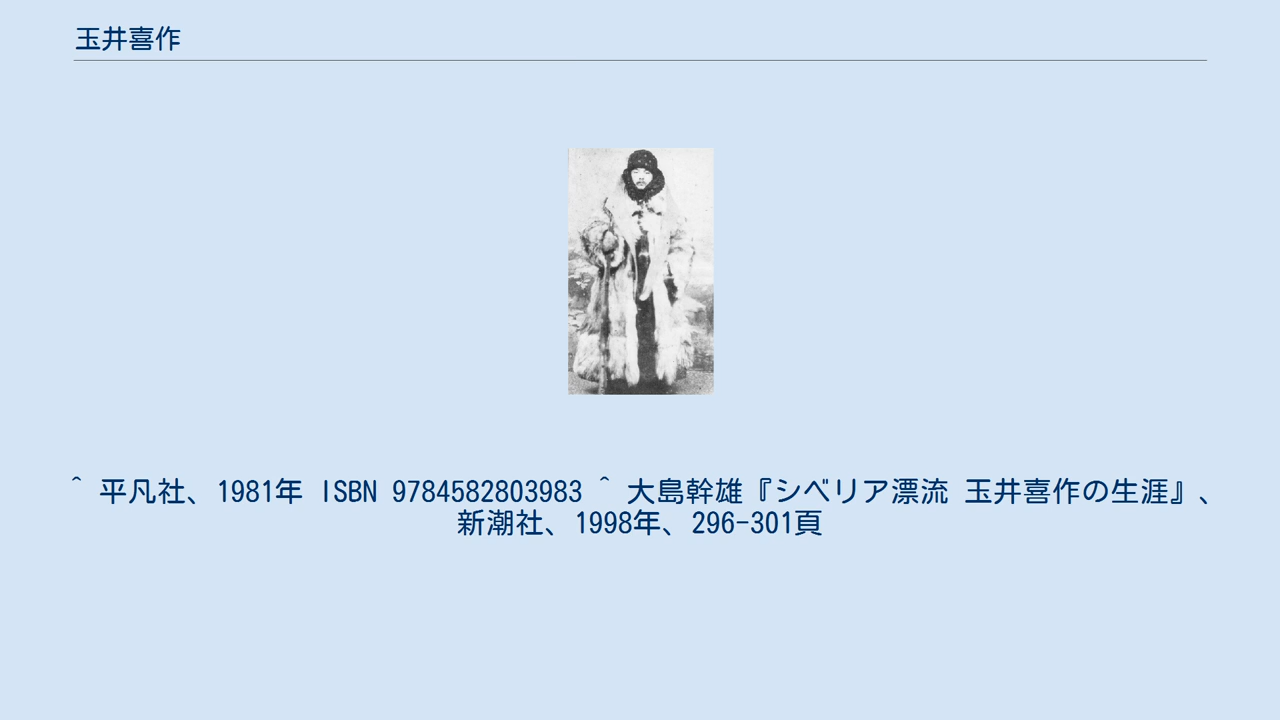 玉井喜作
^ 平凡社、1981年 ISBN 9784582803983 ^ 大島幹雄『シベリア漂流 玉井喜作の生涯』、
新潮社、1998年、296-301頁